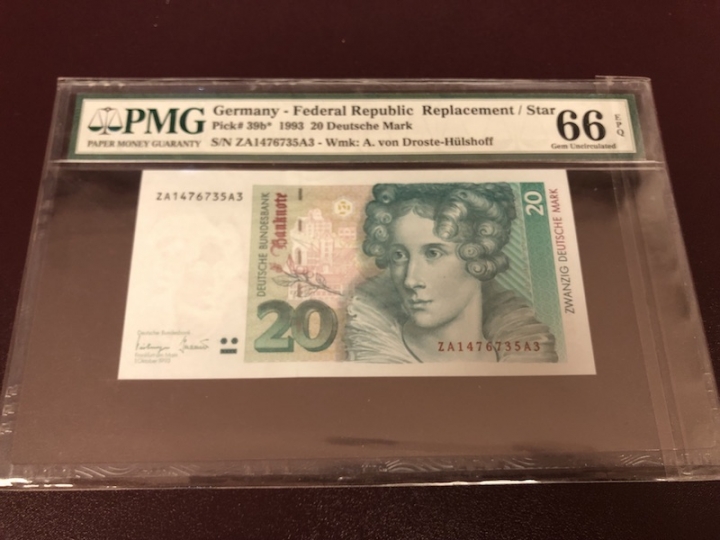 PMG
PAPER MONEY GUARANTY
Germany - Federal Republic Replacement / Star
Pick# 39b* 1993 20 Deutsche Mark
S/N ZA1476735A3 - Wmk: A. von Droste-Hülshoff
66
EPQ
Gem Uncirculated
ZA1476735A3
DEUTSCHE BUNDESBANK
Banknote
20
ZWANZIG DEUTSCHE MARK
20
Deutsche Bundesbank
ZA1476735A3